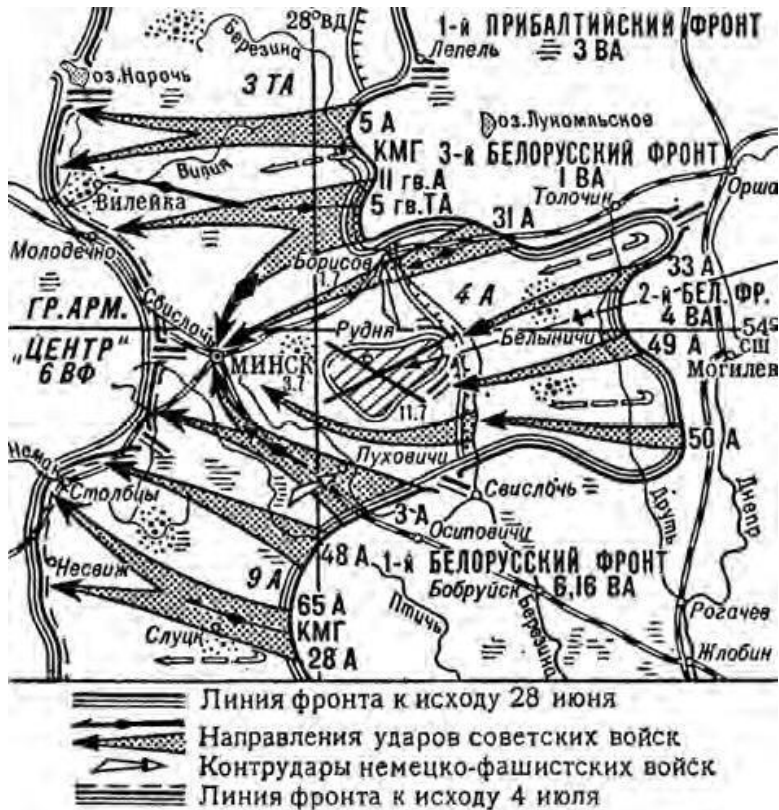 28°ВД
1-й ПРИБАЛТИЙСКИЙ ФРОНТ
3 ВА
Березина
Лепель
оз.Нарочь
3 ТА
5 А
КМГ
оз.Лукомльское
3-й БЕЛОРУССКИЙ ФРОНТ
1 ВА
Вилия
11 гв.А
5 гв.ТА
Вилейка
Толочин
Орша
31 А
Молодечно
Борисов
1.7
33 А
2-й БЕЛ. ФР.
4 ВА
4 А
ГР. АРМ.
"ЦЕНТР"
6 ВФ
Свислочь
Рудня
Белыничи
54°
СШ
49 А
Могилев
МИНСК
3.7
11.7
50 А
Пуховичи
Неман
Столбцы
Свислочь
Друть
Днепр
3 А
Осиповичи
48 А
1-й БЕЛОРУССКИЙ ФРОНТ
6,16 ВА
9 А
Несвиж
Бобруйск
65 А
КМГ
28 А
Птичь
Березина
Рогачев
Слуцк
Жлобин
Линия фронта к исходу 28 июня
Направления ударов советских войск
Контрудары немецко-фашистских войск
Линия фронта к исходу 4 июля